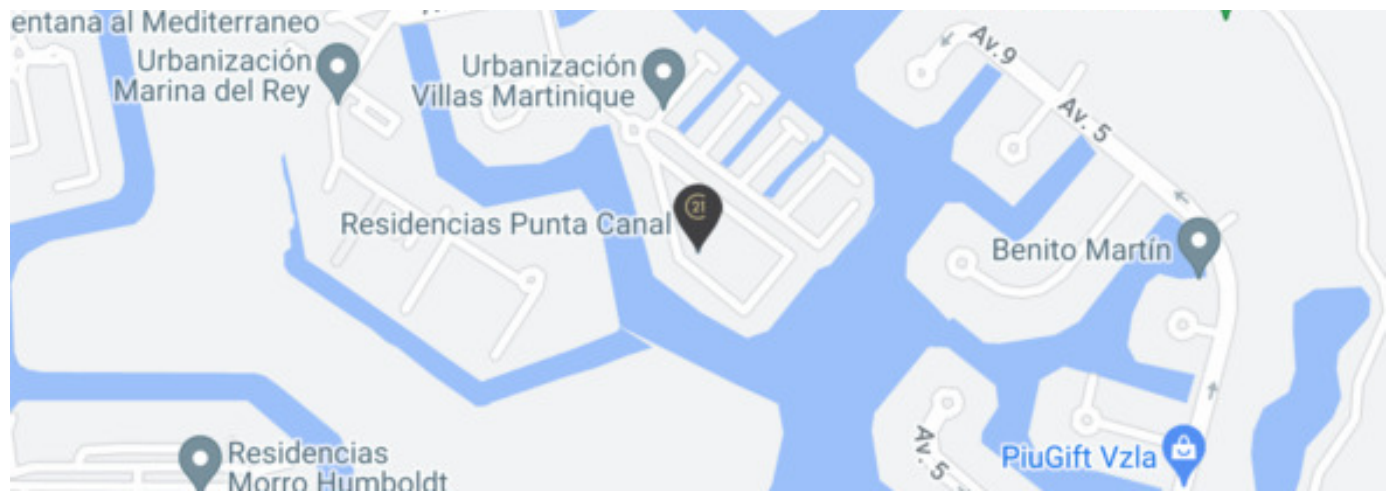 entana al Mediterraneo
Urbanización
Marina del Rey
Urbanización
Villas Martinique
Av.9
Av. 5
Residencias Punta Canal
21
Benito Martín
Av. 5
PiuGift Vzla
Residencias
Morro Humboldt